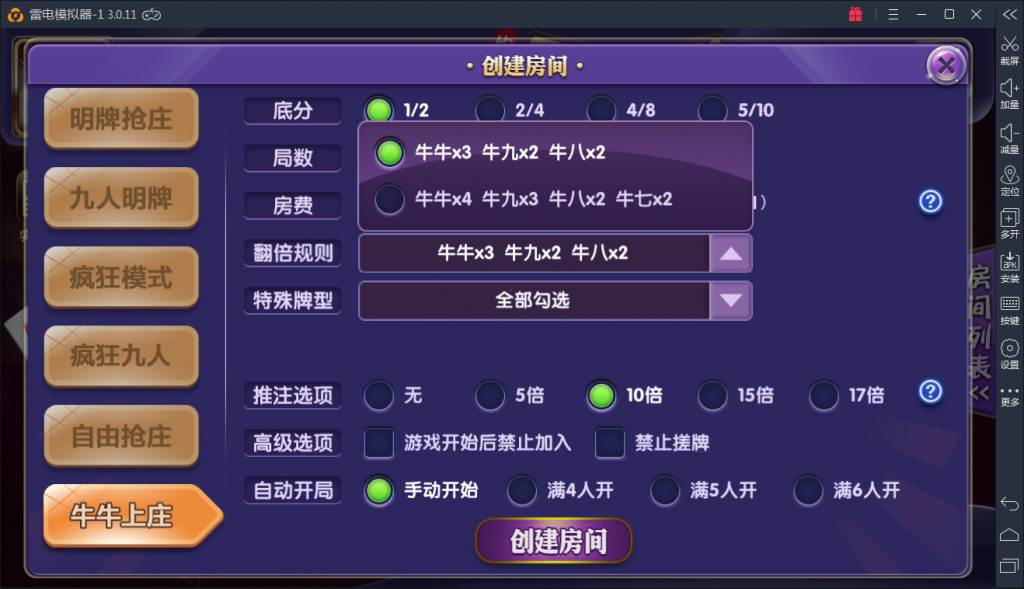 雷电模拟器-1 3.0.11
创建房间
明牌抢庄
九人明牌
疯狂模式
疯狂九人
自由抢庄
牛牛上庄
底分 1/2 2/4 4/8 5/10
局数
牛牛x3 牛九x2 牛八x2
牛牛x4 牛九x3 牛八x2 牛七x2
房费 )
?
翻倍规则 牛牛x3 牛九x2 牛八x2
特殊牌型 全部勾选
推注选项 无 5倍 10倍 15倍 17倍 ?
高级选项 游戏开始后禁止加入 禁止搓牌
自动开局 手动开始 满4人开 满5人开 满6人开
创建房间
房间列表
截屏
加量
减量
定位
多开
APK
安装
按键
设置
更多